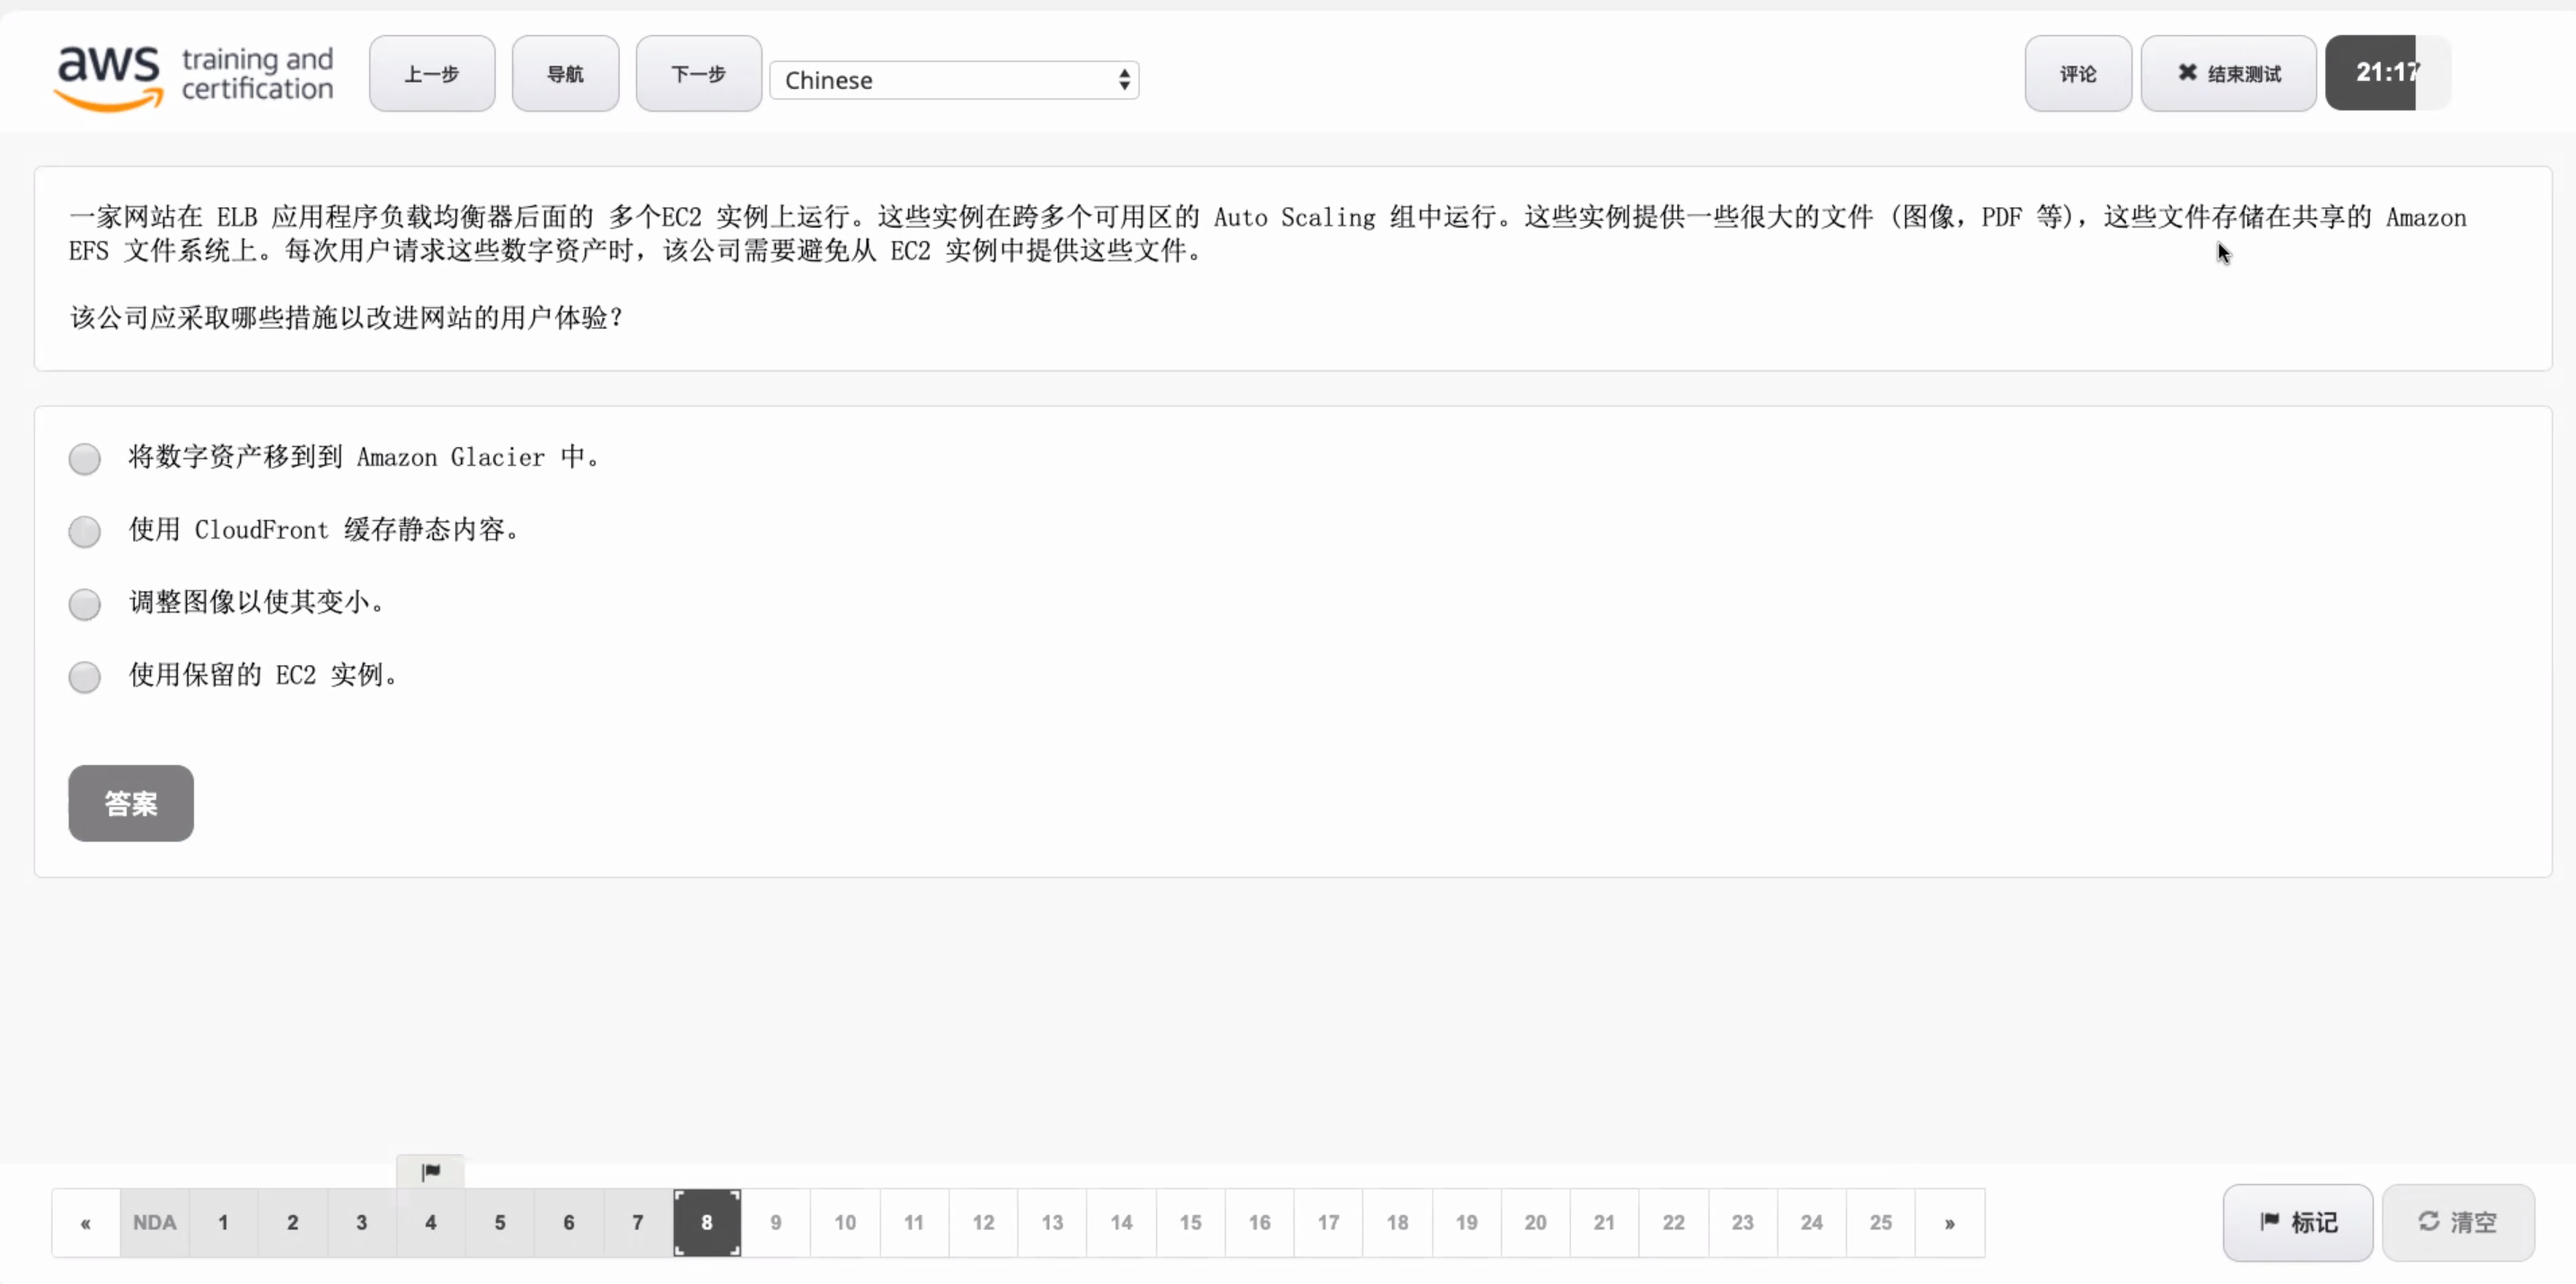 aws training and certification
上一步 导航 下一步 Chinese 评论 ✖ 结束测试 21:17
一家网站在 ELB 应用程序负载均衡器后面的 多个EC2 实例上运行。这些实例在跨多个可用区的 Auto Scaling 组中运行。这些实例提供一些很大的文件 (图像, PDF 等), 这些文件存储在共享的 Amazon
EFS 文件系统上。每次用户请求这些数字资产时, 该公司需要避免从 EC2 实例中提供这些文件。
该公司应采取哪些措施以改进网站的用户体验?
将数字资产移到到 Amazon Glacier 中。
使用 CloudFront 缓存静态内容。
调整图像以使其变小。
使用保留的 EC2 实例。
答案
« NDA 1 2 3 4 5 6 7 8 9 10 11 12 13 14 15 16 17 18 19 20 21 22 23 24 25 » 标记 清空